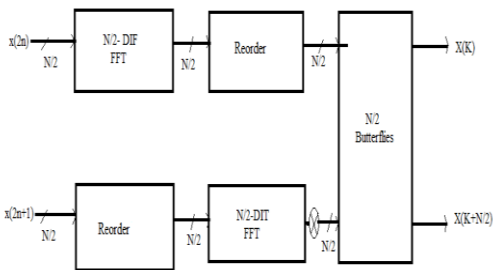 x(2n)
N/2
N/2- DIF
FFT
N/2
Reorder
N/2
N/2
Butterflies
X(K)
x(2n+1)
N/2
Reorder
N/2
N/2-DIT
FFT
N/2
X(K+N/2)